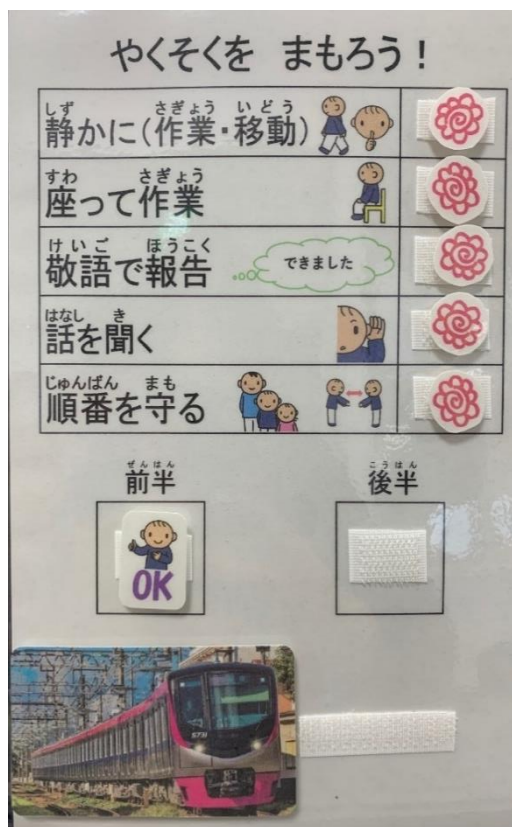 やくそくを まもろう！
しず さぎょう いどう
静かに（作業・移動）
すわ さぎょう
座って作業
けいご ほうこく
敬語で報告
できました
はなし き
話を聞く
じゅんばん まも
順番を守る
ぜんはん こうはん
前半 後半
OK
5731